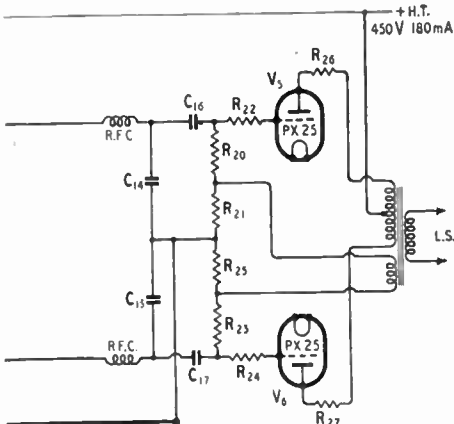 + H.T.
450 V 180mA
R26
V5
C16
R22
PX 25
R.F.C
R20
C14
R21
L.S.
R25
C15
R23
PX 25
R.F.C.
C17
R24
V6
R27